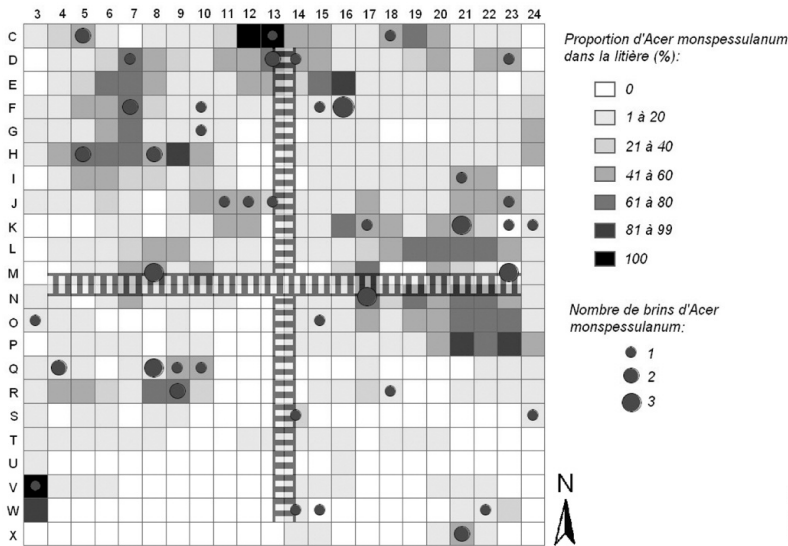 3 4 5 6 7 8 9 10 11 12 13 14 15 16 17 18 19 20 21 22 23 24
C
D
E
F
G
H
I
J
K
L
M
N
O
P
Q
R
S
T
U
V
W
X
Proportion d'Acer monspessulanum
dans la litière (%):
0
1 à 20
21 à 40
41 à 60
61 à 80
81 à 99
100
Nombre de brins d'Acer
monspessulanum:
1
2
3
N